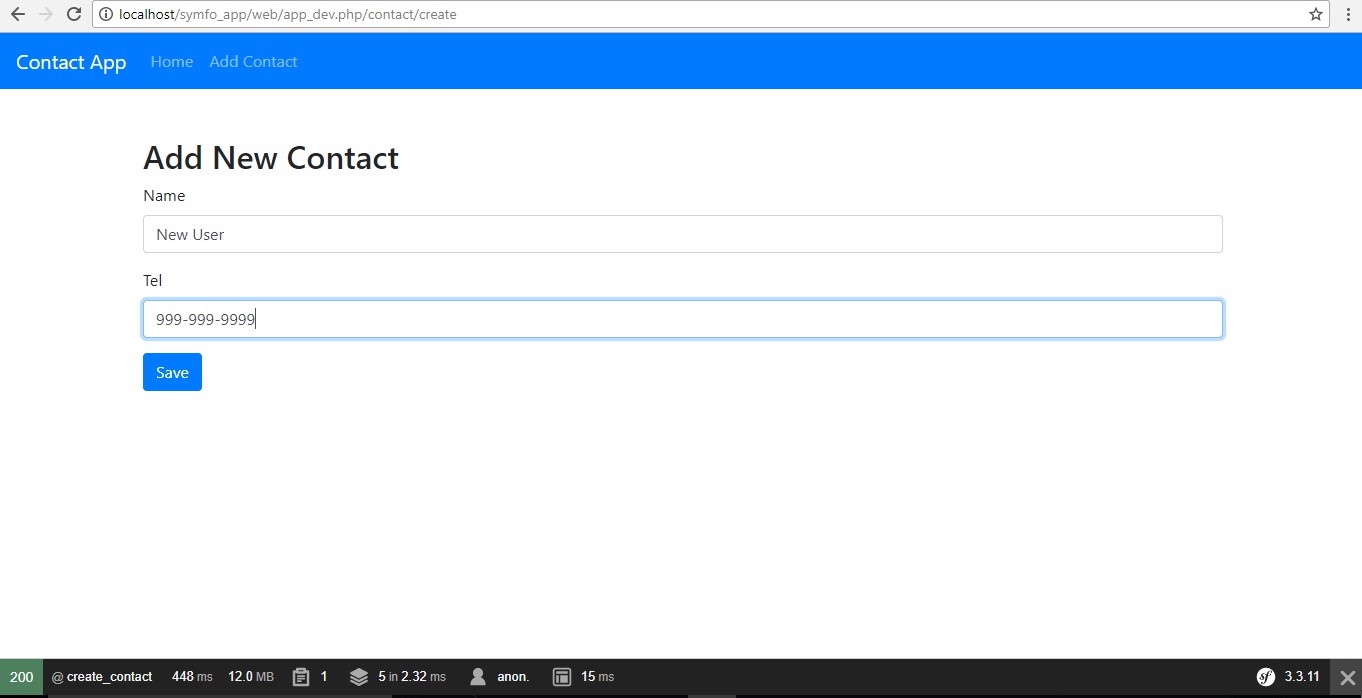 localhost/symfo_app/web/app_dev.php/contact/create
Contact App Home Add Contact
Add New Contact
Name
New User
Tel
999-999-9999
Save
200 @ create_contact 448 ms 12.0 MB 1 5 in 2.32 ms anon. 15 ms sf 3.3.11